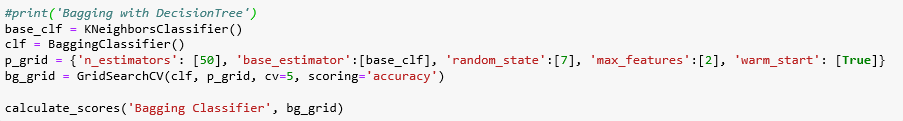 #print('Bagging with DecisionTree')
base_clf = KNeighborsClassifier()
clf = BaggingClassifier()
p_grid = {'n_estimators': [50], 'base_estimator':[base_clf], 'random_state':[7], 'max_features':[2], 'warm_start': [True]}
bg_grid = GridSearchCV(clf, p_grid, cv=5, scoring='accuracy')
calculate_scores('Bagging Classifier', bg_grid)